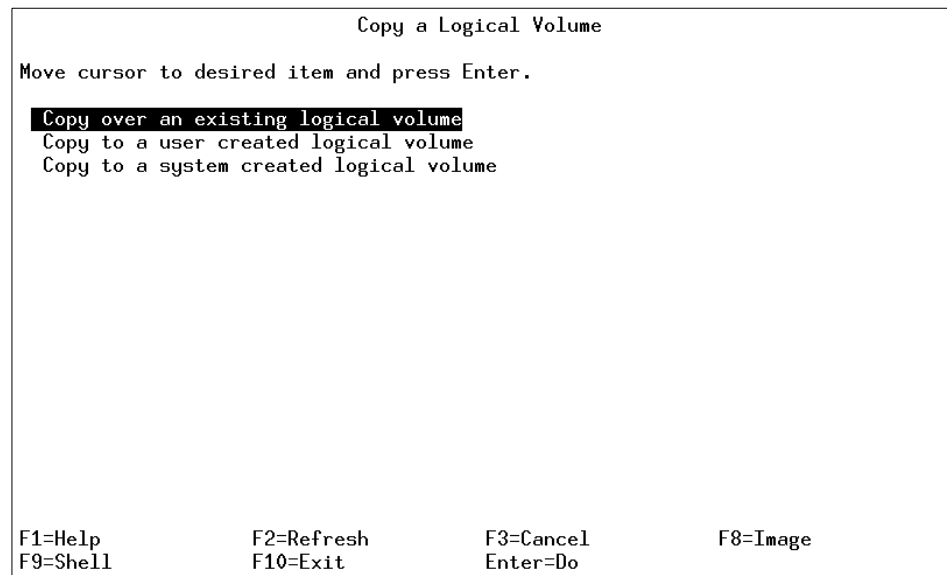 Copy a Logical Volume
Move cursor to desired item and press Enter.
Copy over an existing logical volume
Copy to a user created logical volume
Copy to a system created logical volume
F1=Help F2=Refresh F3=Cancel F8=Image
F9=Shell F10=Exit Enter=Do